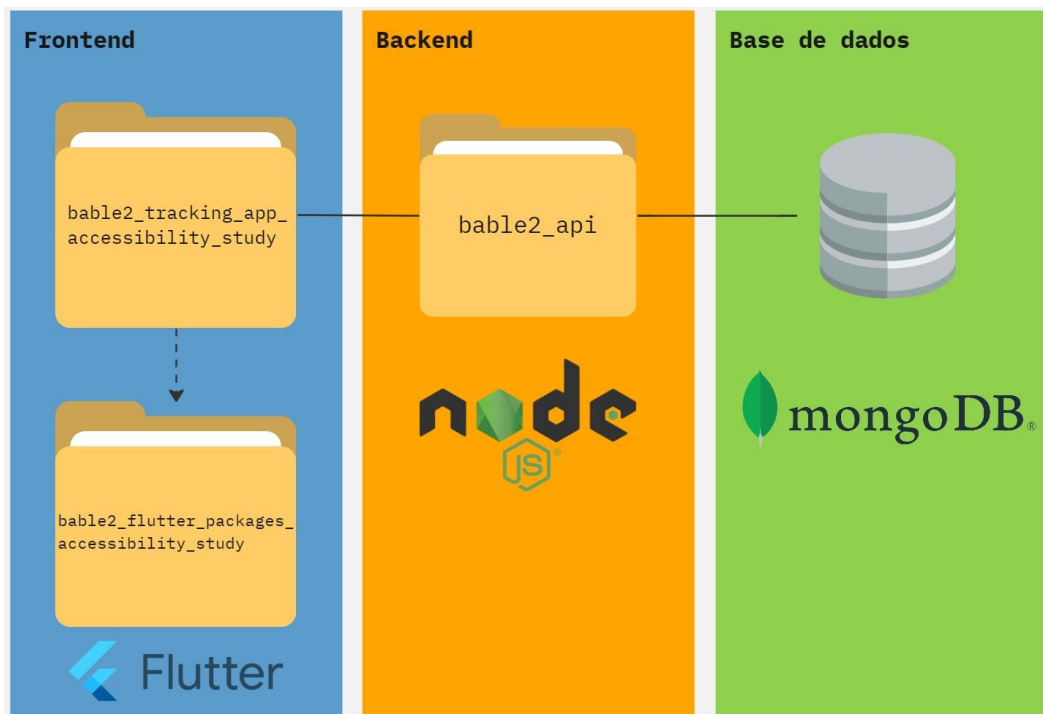 Frontend
bable2_tracking_app_
accessibility_study
bable2_flutter_packages_
accessibility_study
Flutter
Backend
bable2_api
node
JS®
Base de dados
mongoDB®